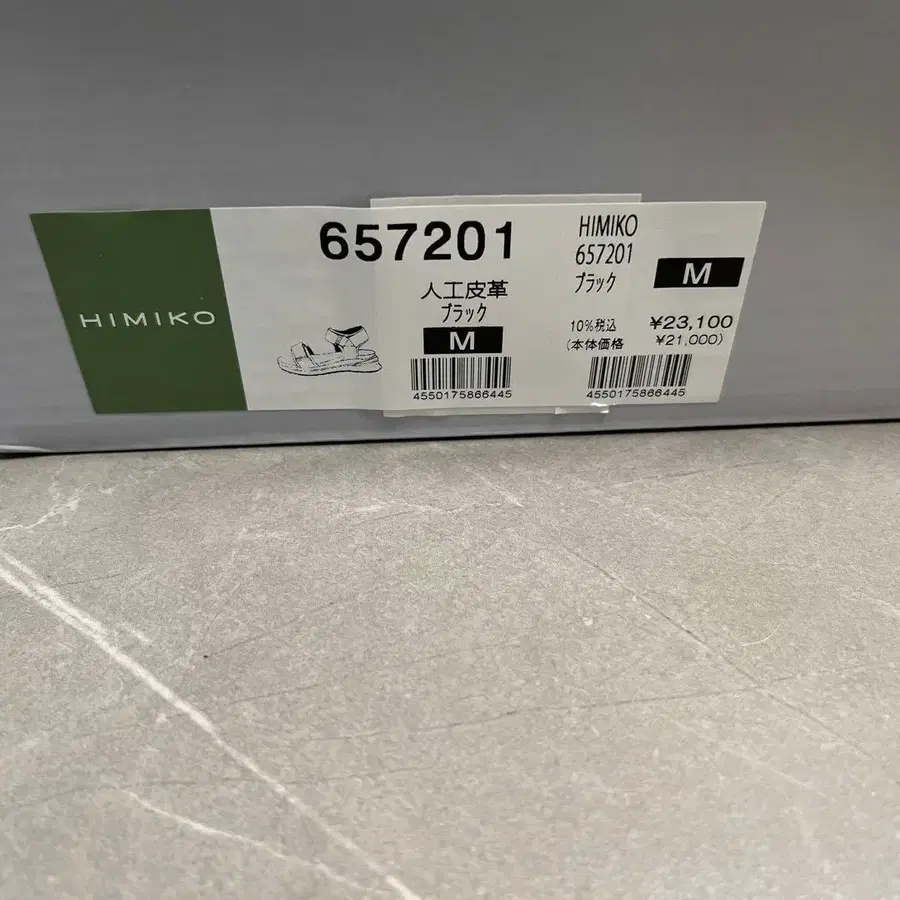 HIMIKO
657201
人工皮革
ブラック
M
4550175866445
HIMIKO
657201
ブラック
M
10%税込 ¥23,100
(本体価格 ¥21,000)
4550175866445